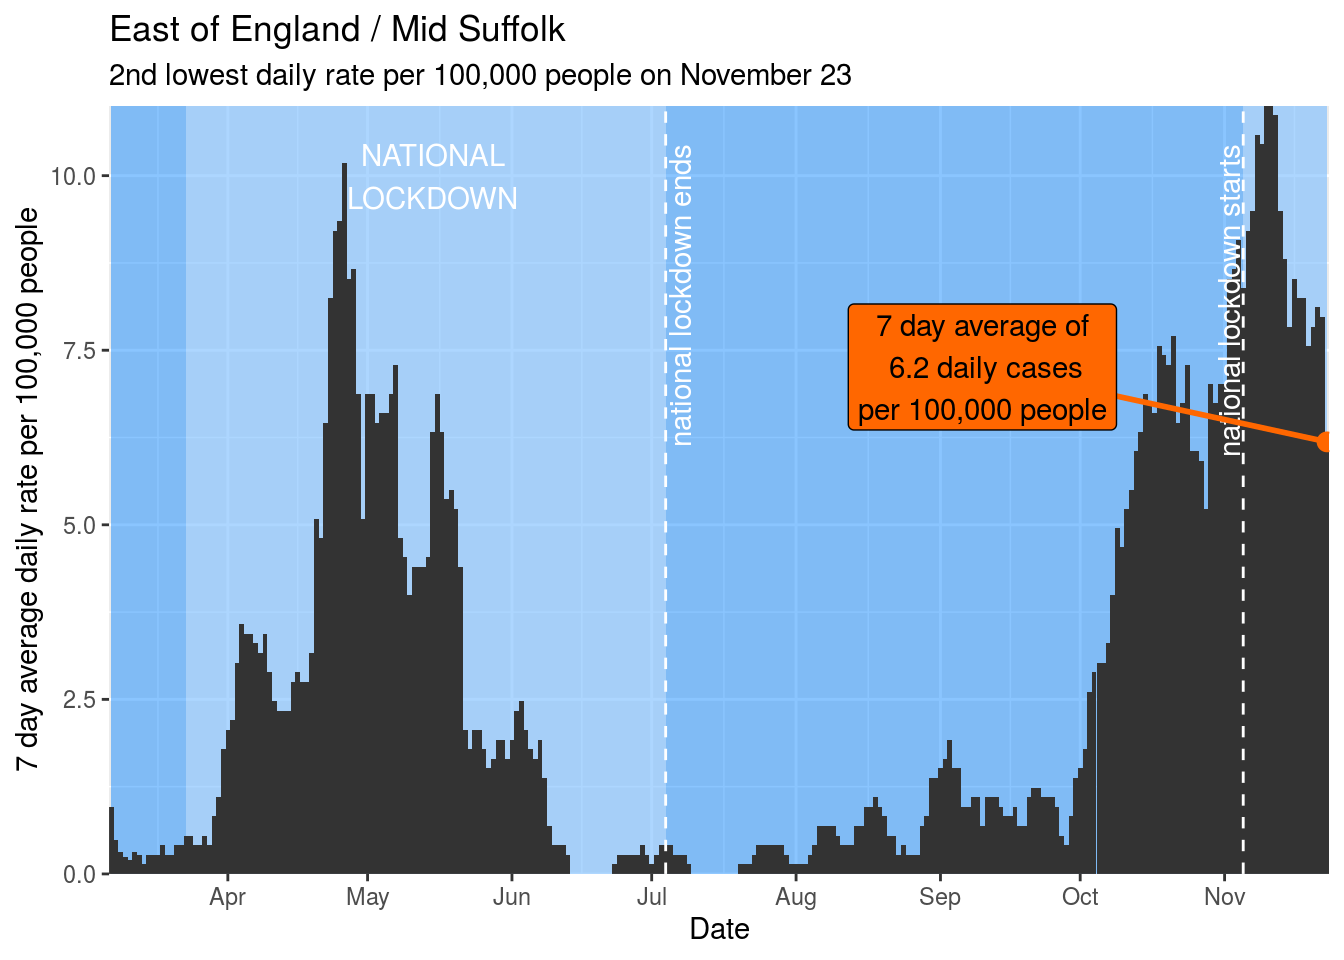 East of England / Mid Suffolk
2nd lowest daily rate per 100,000 people on November 23
7 day average daily rate per 100,000 people
10.0
7.5
5.0
2.5
0.0
NATIONAL
LOCKDOWN
national lockdown ends
7 day average of
6.2 daily cases
per 100,000 people
national lockdown starts
Apr
May
Jun
Jul
Aug
Sep
Oct
Nov
Date